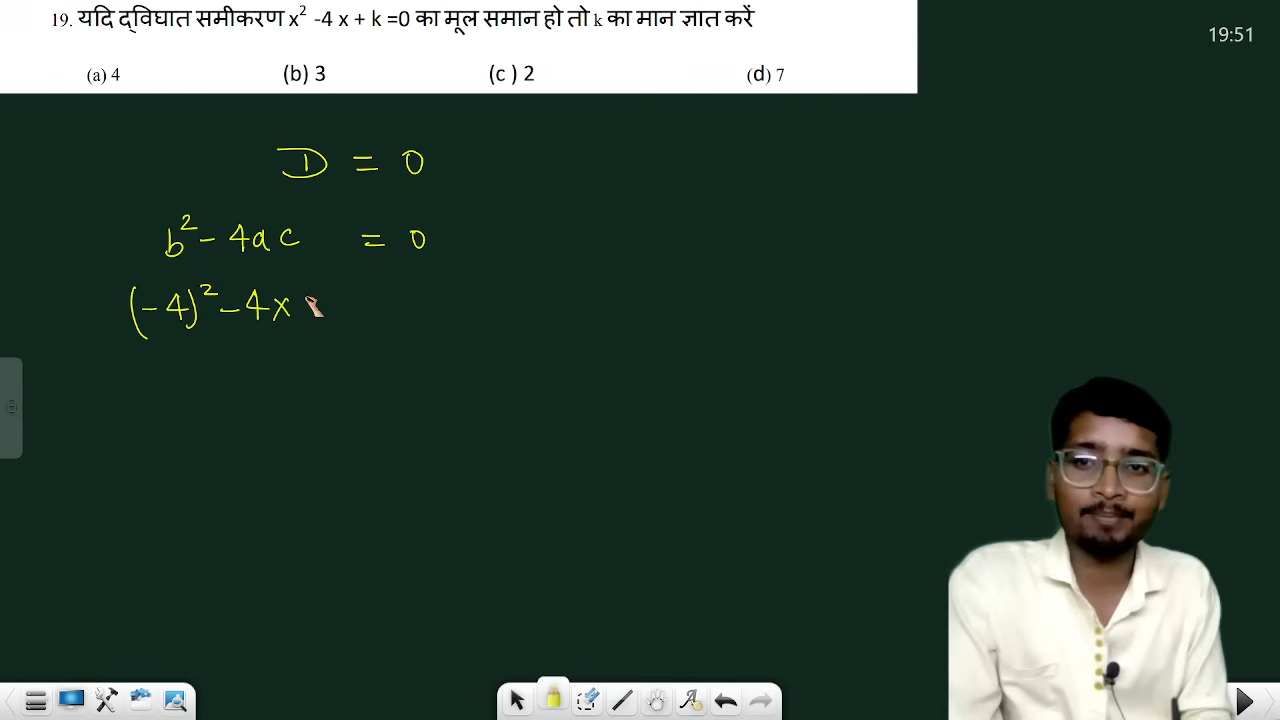 19. यदि द्विघात समीकरण x² -4 x + k =0 का मूल समान हो तो k का मान ज्ञात करें
19:51
(a) 4 (b) 3 (c ) 2 (d) 7
D = 0
b² - 4ac = 0
(-4)² - 4x